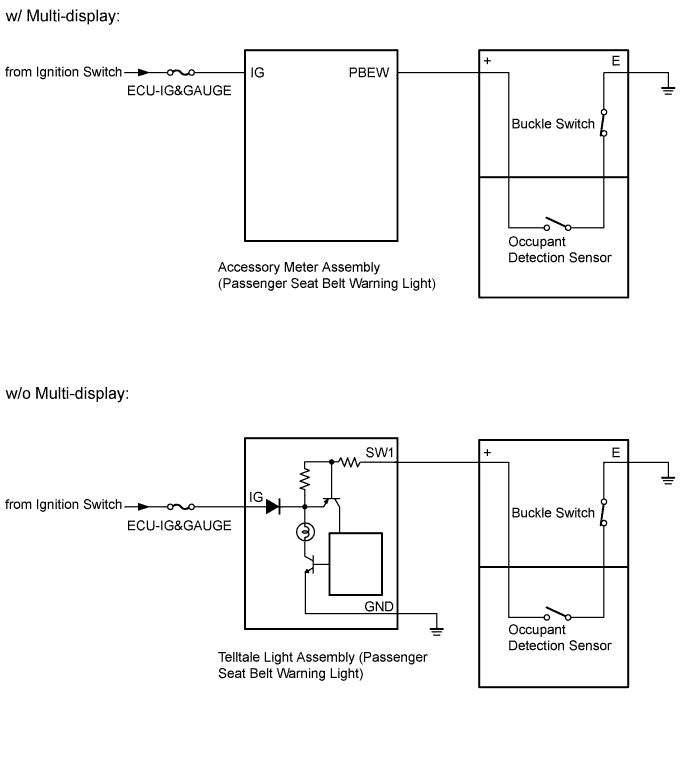 w/ Multi-display:
from Ignition Switch
ECU-IG&GAUGE
IG
PBEW
+
E
Buckle Switch
Occupant
Detection Sensor
Accessory Meter Assembly
(Passenger Seat Belt Warning Light)
w/o Multi-display:
from Ignition Switch
ECU-IG&GAUGE
IG
SW1
GND
+
E
Buckle Switch
Occupant
Detection Sensor
Telltale Light Assembly (Passenger
Seat Belt Warning Light)